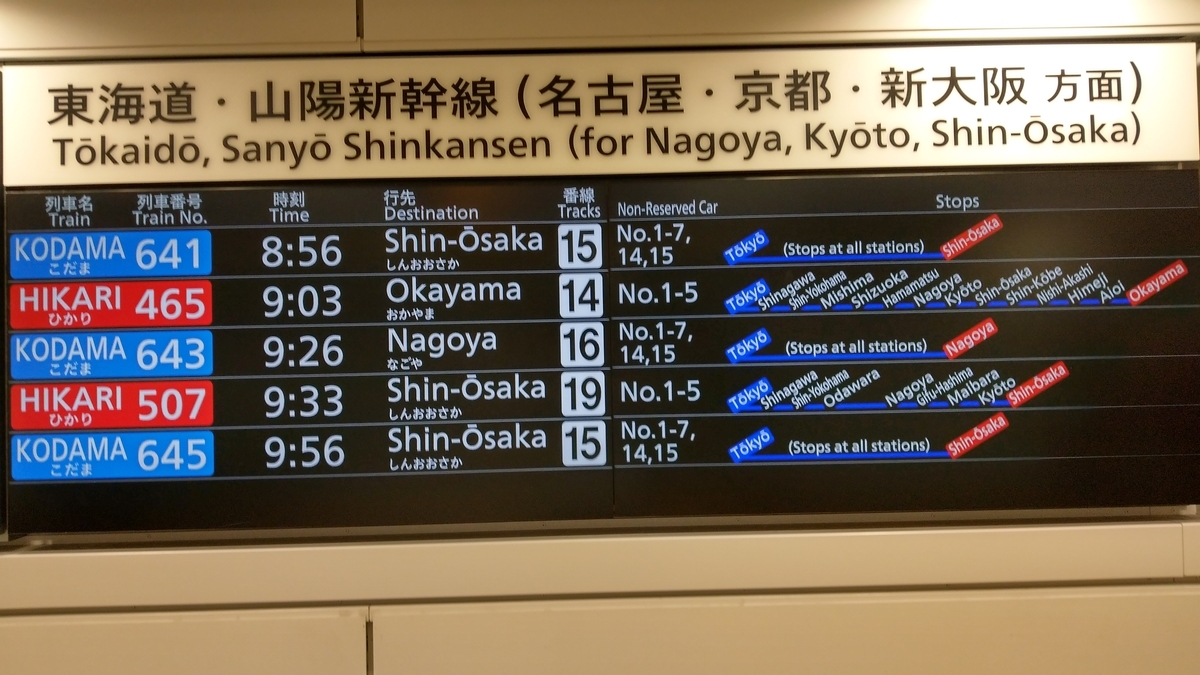 東海道・山陽新幹線(名古屋・京都・新大阪 方面)
Tōkaidō, Sanyō Shinkansen (for Nagoya, Kyōto, Shin-Ōsaka)
列車名 列車番号 時刻 行先 番線
Train Train No. Time Destination Tracks Non-Reserved Car Stops
KODAMA 641 8:56 Shin-Ōsaka 15 No.1-7, Tōkyō (Stops at all stations) Shin-Ōsaka
こだま しんおおさか 14,15
HIKARI 465 9:03 Okayama 14 No.1-5 Tōkyō Shinagawa Shin-Yokohama Mishima Shizuoka Hamamatsu Nagoya Kyōto Shin-Ōsaka Shin-Kōbe Nishi-Akashi Himeji Aioi Okayama
ひかり おかやま
KODAMA 643 9:26 Nagoya 16 No.1-7, Tōkyō (Stops at all stations) Nagoya
こだま なごや 14,15
HIKARI 507 9:33 Shin-Ōsaka 19 No.1-5 Tōkyō Shinagawa Shin-Yokohama Odawara Nagoya Gifu-Hashima Maibara Kyōto Shin-Ōsaka
ひかり しんおおさか
KODAMA 645 9:56 Shin-Ōsaka 15 No.1-7, Tōkyō (Stops at all stations) Shin-Ōsaka
こだま しんおおさか 14,15